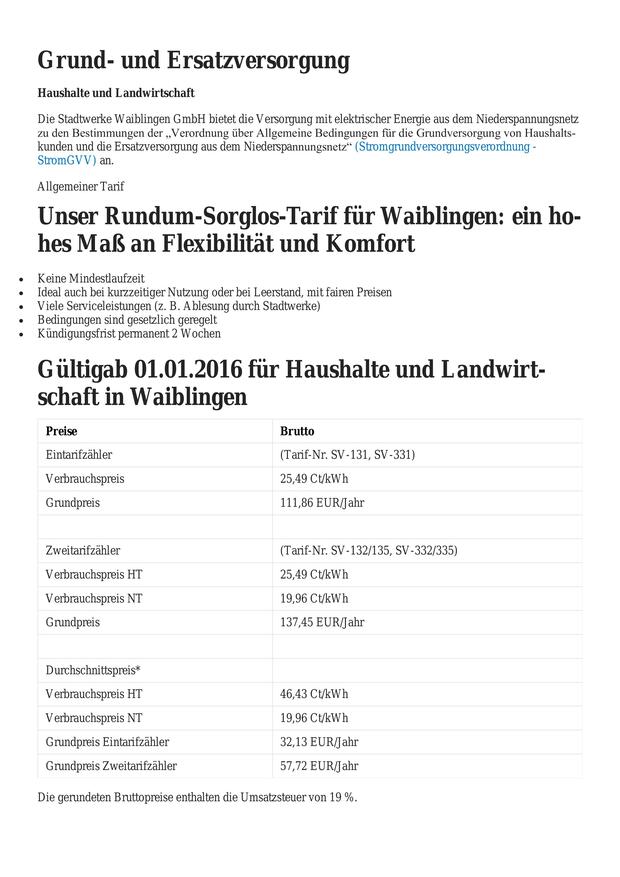 Grund- und Ersatzversorgung
Haushalte und Landwirtschaft
Die Stadtwerke Waiblingen GmbH bietet die Versorgung mit elektrischer Energie aus dem Niederspannungsnetz
zu den Bestimmungen der „Verordnung über Allgemeine Bedingungen für die Grundversorgung von Haushalts-
kunden und die Ersatzversorgung aus dem Niederspannungsnetz“ (Stromgrundversorgungsverordnung -
StromGVV) an.
Allgemeiner Tarif
Unser Rundum-Sorglos-Tarif für Waiblingen: ein ho-
hes Maß an Flexibilität und Komfort
• Keine Mindestlaufzeit
• Ideal auch bei kurzzeitiger Nutzung oder bei Leerstand, mit fairen Preisen
• Viele Serviceleistungen (z. B. Ablesung durch Stadtwerke)
• Bedingungen sind gesetzlich geregelt
• Kündigungsfrist permanent 2 Wochen
Gültigab 01.01.2016 für Haushalte und Landwirt-
schaft in Waiblingen
Preise Brutto
Eintarifzähler (Tarif-Nr. SV-131, SV-331)
Verbrauchspreis 25,49 Ct/kWh
Grundpreis 111,86 EUR/Jahr
Zweitarifzähler (Tarif-Nr. SV-132/135, SV-332/335)
Verbrauchspreis HT 25,49 Ct/kWh
Verbrauchspreis NT 19,96 Ct/kWh
Grundpreis 137,45 EUR/Jahr
Durchschnittspreis*
Verbrauchspreis HT 46,43 Ct/kWh
Verbrauchspreis NT 19,96 Ct/kWh
Grundpreis Eintarifzähler 32,13 EUR/Jahr
Grundpreis Zweitarifzähler 57,72 EUR/Jahr
Die gerundeten Bruttopreise enthalten die Umsatzsteuer von 19 %.